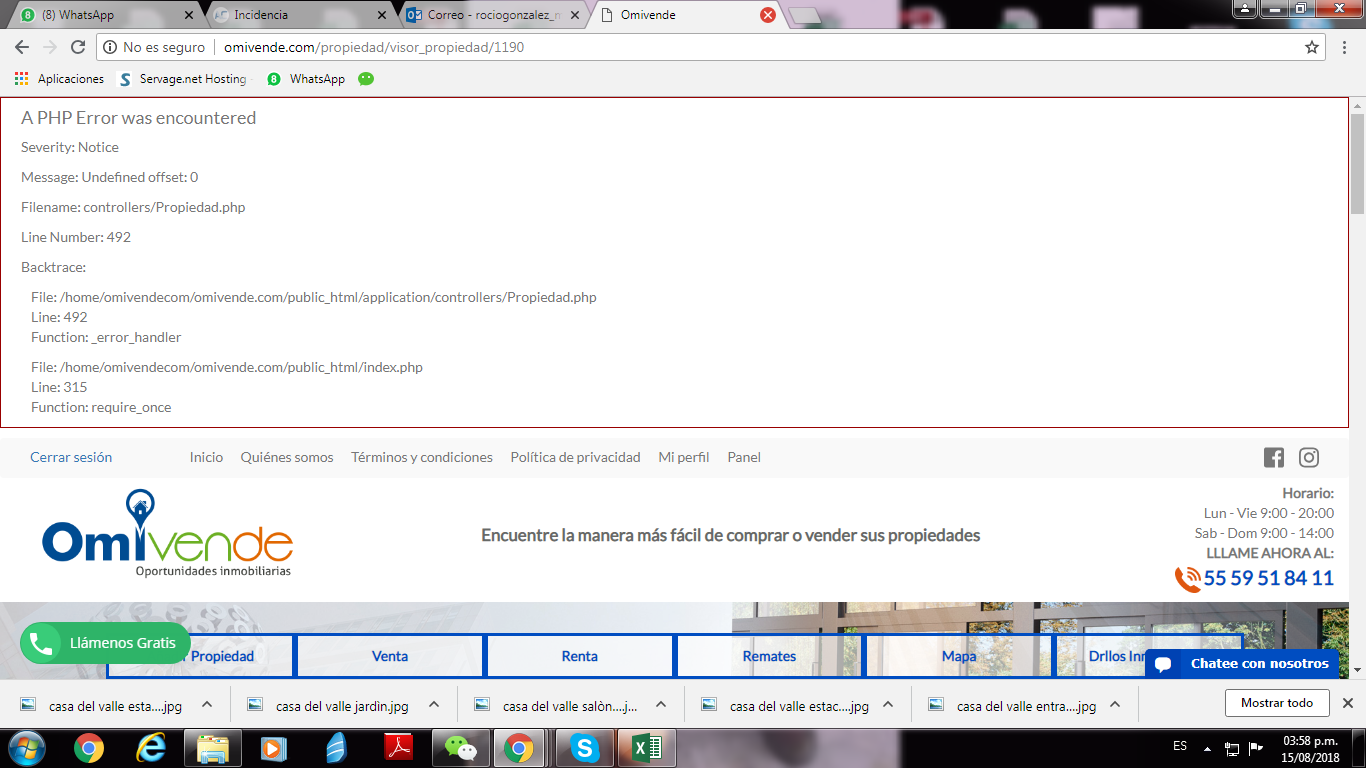 (8) WhatsApp
Incidencia
Correo - rociogonzalez_m
Omivende
No es seguro
omivende.com/propiedad/visor_propiedad/1190
Aplicaciones
Servage.net Hosting
WhatsApp
A PHP Error was encountered
Severity: Notice
Message: Undefined offset: 0
Filename: controllers/Propiedad.php
Line Number: 492
Backtrace:
File: /home/omivendecom/omivende.com/public_html/application/controllers/Propiedad.php
Line: 492
Function: _error_handler
File: /home/omivendecom/omivende.com/public_html/index.php
Line: 315
Function: require_once
Cerrar sesión
Inicio
Quiénes somos
Términos y condiciones
Política de privacidad
Mi perfil
Panel
Omivende
Oportunidades inmobiliarias
Encuentre la manera más fácil de comprar o vender sus propiedades
Horario:
Lun - Vie 9:00 - 20:00
Sab - Dom 9:00 - 14:00
LLLAME AHORA AL:
55 59 51 84 11
Llámenos Gratis
Propiedad
Venta
Renta
Remates
Mapa
Drllos
Chatee con nosotros
casa del valle esta....jpg
casa del valle jardìn.jpg
casa del valle salòn....j...
casa del valle estac....jpg
casa del valle entra....jpg
Mostrar todo
ES
03:58 p.m.
15/08/2018